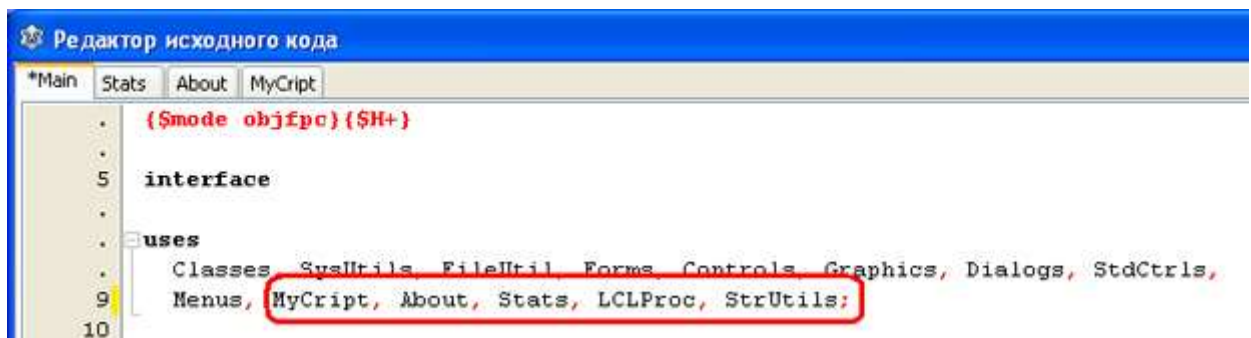 Редактор исходного кода
*Main Stats About MyCript
. {$mode objfpc}{$H+}
.
5 interface
.
. uses
. Classes, SysUtils, FileUtil, Forms, Controls, Graphics, Dialogs, StdCtrls,
9 Menus, MyCript, About, Stats, LCLProc, StrUtils;
10